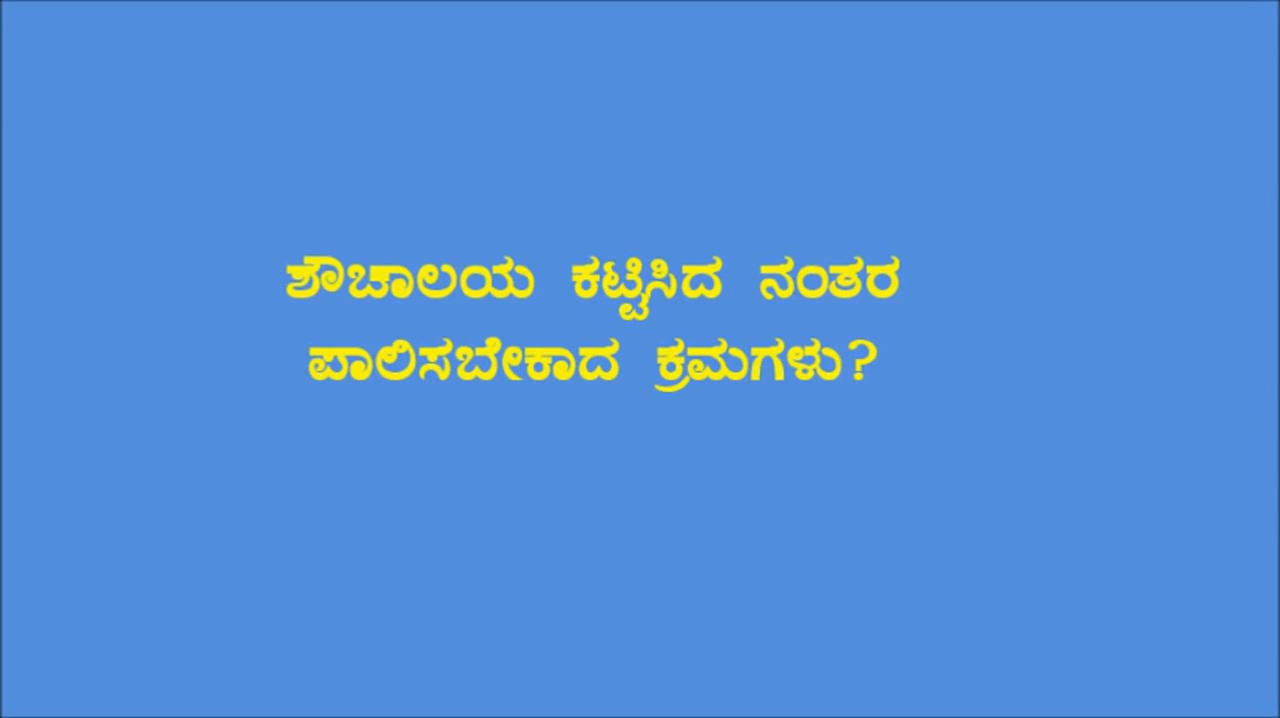 ಶೌಚಾಲಯ ಕಟ್ಟಿಸಿದ ನಂತರ
ಪಾಲಿಸಬೇಕಾದ ಕ್ರಮಗಳು?